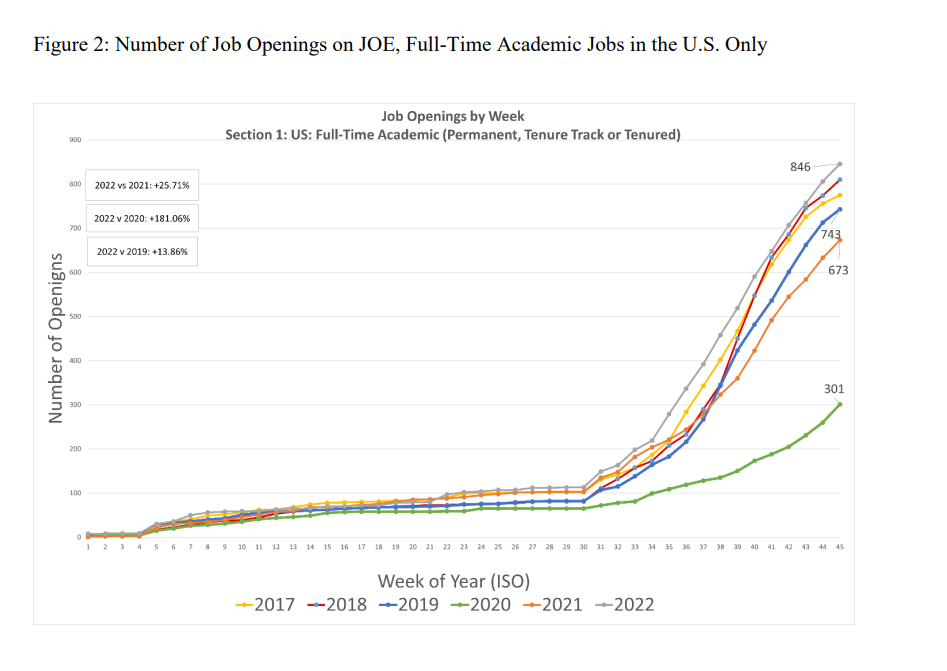 Figure 2: Number of Job Openings on JOE, Full-Time Academic Jobs in the U.S. Only
Job Openings by Week
Section 1: US: Full-Time Academic (Permanent, Tenure Track or Tenured)
900
800
700
600
500
400
300
200
100
0
2022 vs 2021: +25.71%
2022 v 2020: +181.06%
2022 v 2019: +13.86%
846
743
673
301
Number of Openigns
1 2 3 4 5 6 7 8 9 10 11 12 13 14 15 16 17 18 19 20 21 22 23 24 25 26 27 28 29 30 31 32 33 34 35 36 37 38 39 40 41 42 43 44 45
Week of Year (ISO)
2017 2018 2019 2020 2021 2022